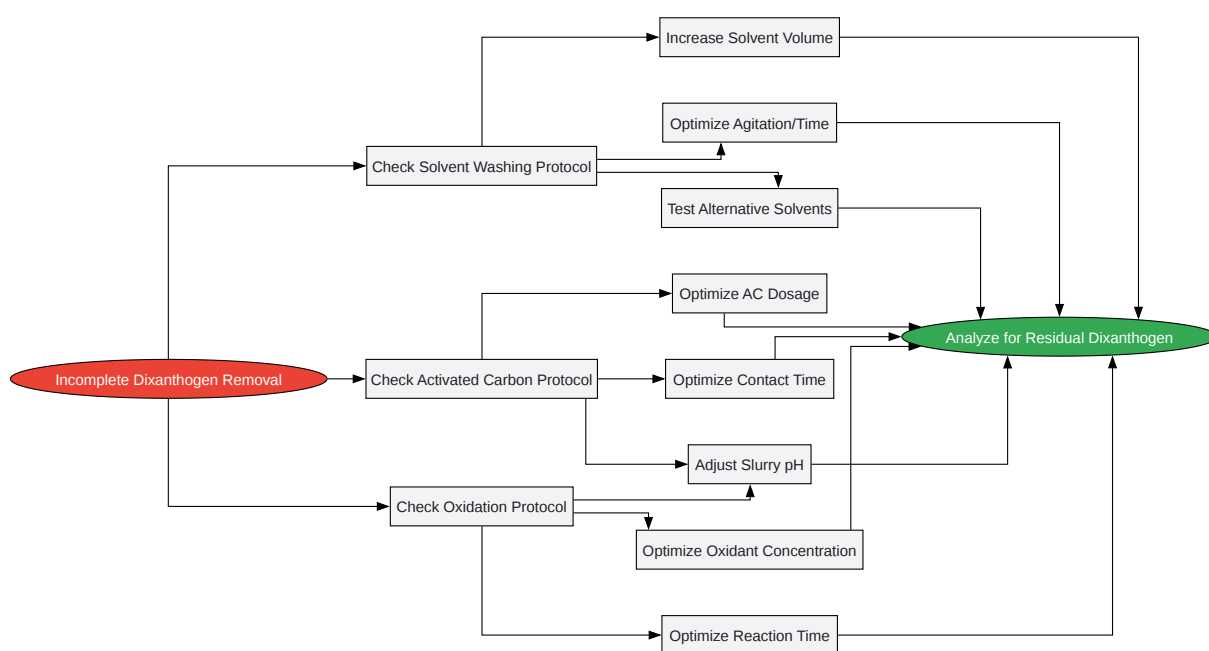 Increase Solvent Volume
Optimize Agitation/Time
Check Solvent Washing Protocol
Test Alternative Solvents
Optimize AC Dosage
Analyze for Residual Dixanthogen
Incomplete Dixanthogen Removal
Check Activated Carbon Protocol
Optimize Contact Time
Adjust Slurry pH
Check Oxidation Protocol
Optimize Oxidant Concentration
Optimize Reaction Time